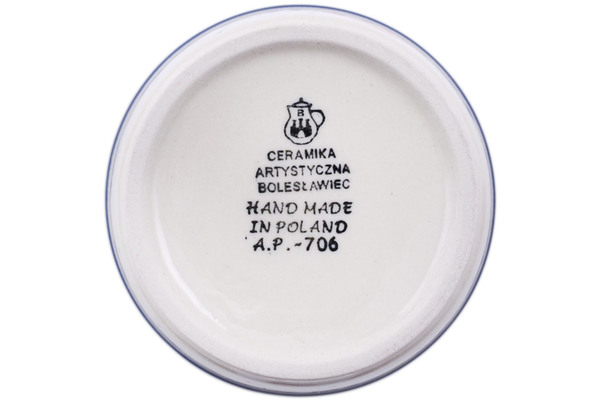 B
CERAMIKA
ARTYSTYCZNA
BOLESŁAWIEC
HAND MADE
IN POLAND
A.P.-706